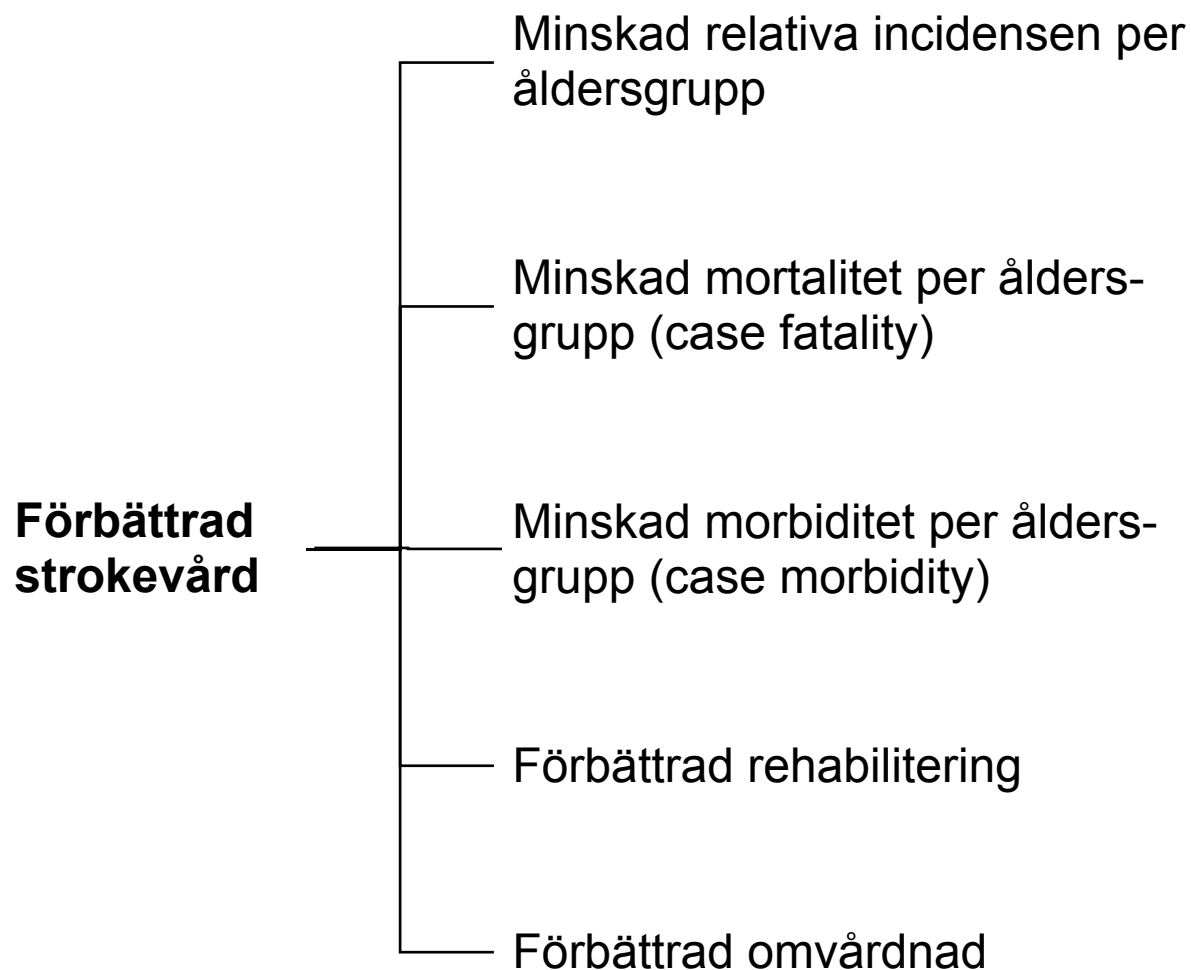 Minskad relativa incidensen per
åldersgrupp
Minskad mortalitet per ålders-
grupp (case fatality)
Förbättrad
strokevård
Minskad morbiditet per ålders-
grupp (case morbidity)
Förbättrad rehabilitering
Förbättrad omvårdnad